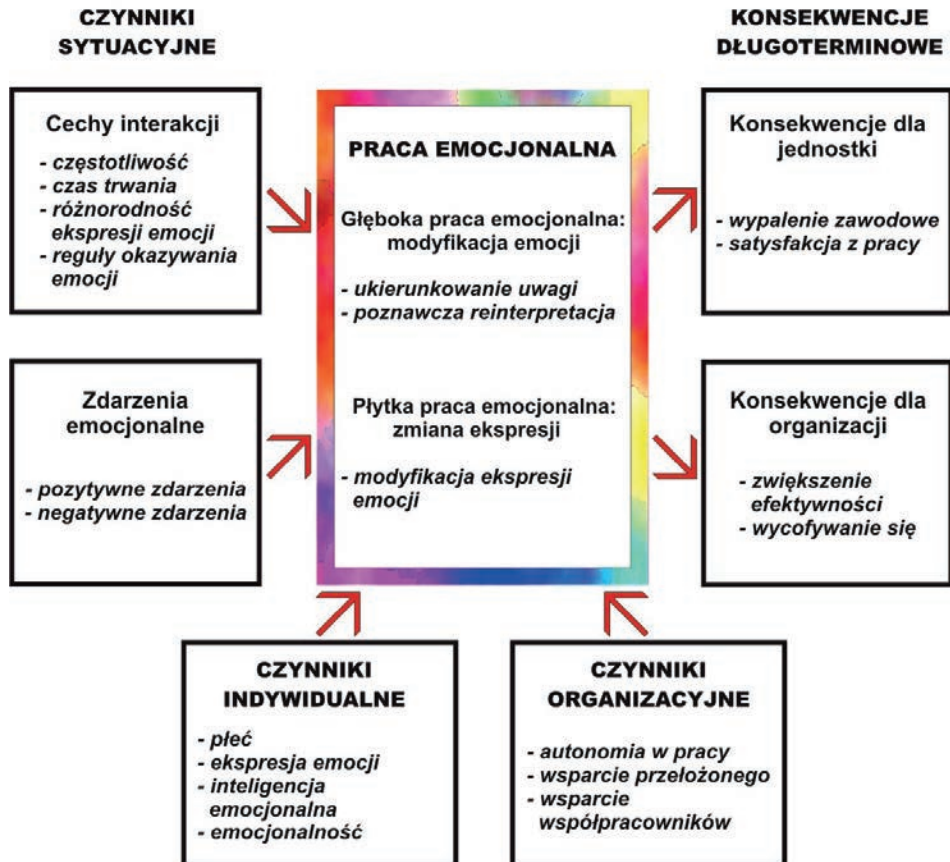 CZYNNIKI
SYTUACYJNE
Cechy interakcji
- częstotliwość
- czas trwania
- różnorodność
ekspresji emocji
- reguły okazywania
emocji
Zdarzenia
emocjonalne
- pozytywne zdarzenia
- negatywne zdarzenia
PRACA EMOCJONALNA
Głęboka praca emocjonalna:
modyfikacja emocji
- ukierunkowanie uwagi
- poznawcza reinterpretacja
Płytka praca emocjonalna:
zmiana ekspresji
- modyfikacja ekspresji
emocji
KONSEKWENCJE
DŁUGOTERMINOWE
Konsekwencje dla
jednostki
- wypalenie zawodowe
- satysfakcja z pracy
Konsekwencje dla
organizacji
- zwiększenie
efektywności
- wycofywanie się
CZYNNIKI
INDYWIDUALNE
- płeć
- ekspresja emocji
- inteligencja
emocjonalna
- emocjonalność
CZYNNIKI
ORGANIZACYJNE
- autonomia w pracy
- wsparcie przełożonego
- wsparcie
współpracowników